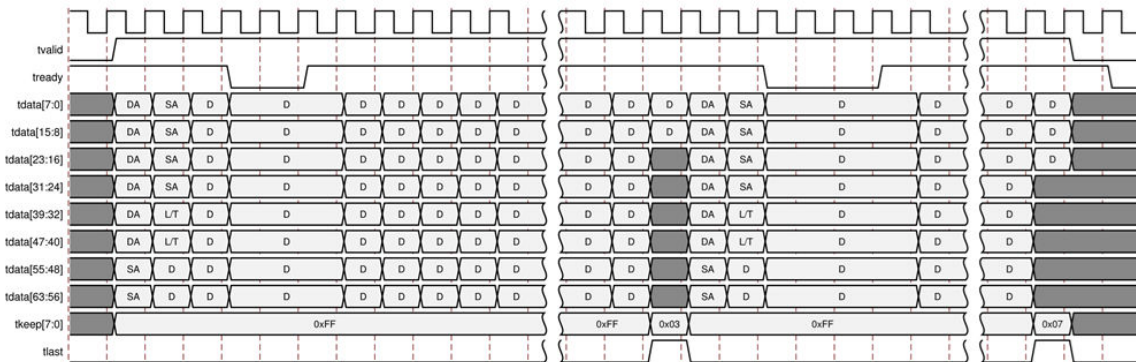 tvalid
tready
tdata[7:0] DA SA D D D D D D D D D D DA SA D D D D
tdata[15:8] DA SA D D D D D D D D D D DA SA D D D D
tdata[23:16] DA SA D D D D D D D D D DA SA D D D D
tdata[31:24] DA SA D D D D D D D D D DA SA D D D
tdata[39:32] DA L/T D D D D D D D D D DA L/T D D D
tdata[47:40] DA L/T D D D D D D D D D DA L/T D D D
tdata[55:48] SA D D D D D D D D D D SA D D D D
tdata[63:56] SA D D D D D D D D D D SA D D D D
tkeep[7:0] 0xFF 0xFF 0x03 0xFF 0x07
tlast